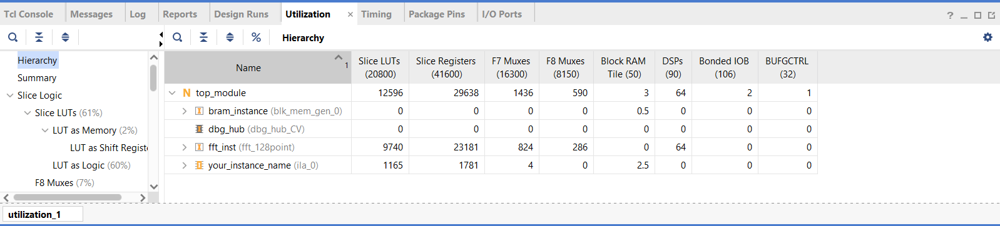 Tcl Console Messages Log Reports Design Runs Utilization × Timing Package Pins I/O Ports ?
% Hierarchy
Hierarchy
Summary
Slice Logic
Slice LUTs (61%)
LUT as Memory (2%)
LUT as Shift Registe
LUT as Logic (60%)
F8 Muxes (7%)
Name 1 Slice LUTs (20800) Slice Registers (41600) F7 Muxes (16300) F8 Muxes (8150) Block RAM Tile (50) DSPs (90) Bonded IOB (106) BUFGCTRL (32)
N top_module 12596 29638 1436 590 3 64 2 1
bram_instance (blk_mem_gen_0) 0 0 0 0 0.5 0 0 0
dbg_hub (dbg_hub_CV) 0 0 0 0 0 0 0 0
fft_inst (fft_128point) 9740 23181 824 286 0 64 0 0
your_instance_name (ila_0) 1165 1781 4 0 2.5 0 0 0
utilization_1